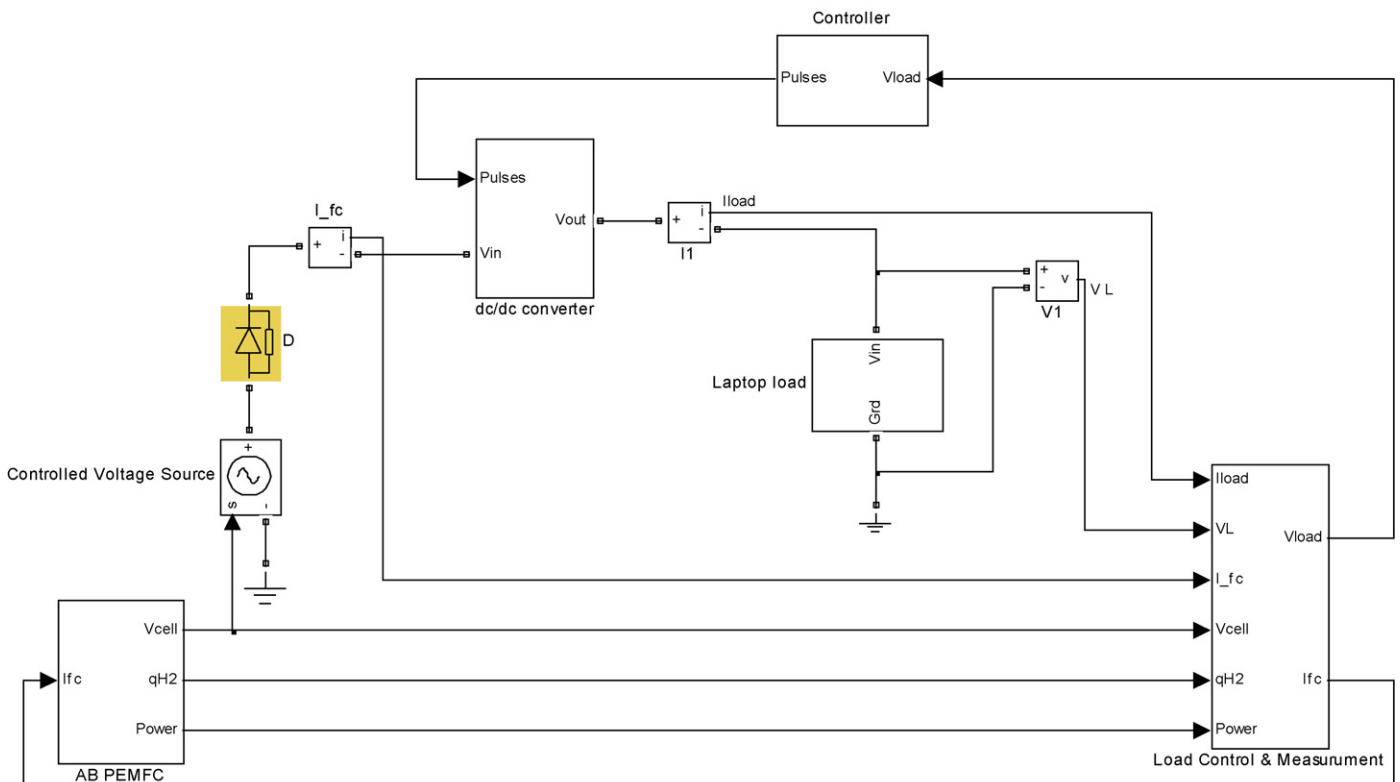 Controller
Pulses
Vload
Pulses
Vout
Vin
dc/dc converter
I_fc
+
i
-
Iload
+
i
-
I1
+
-
v
V L
V1
D
Vin
Laptop load
Grd
Controlled Voltage Source
+
s
-
Iload
VL
I_fc
Vcell
qH2
Power
Vload
Ifc
Load Control & Measurument
Vcell
Ifc
qH2
Power
AB PEMFC